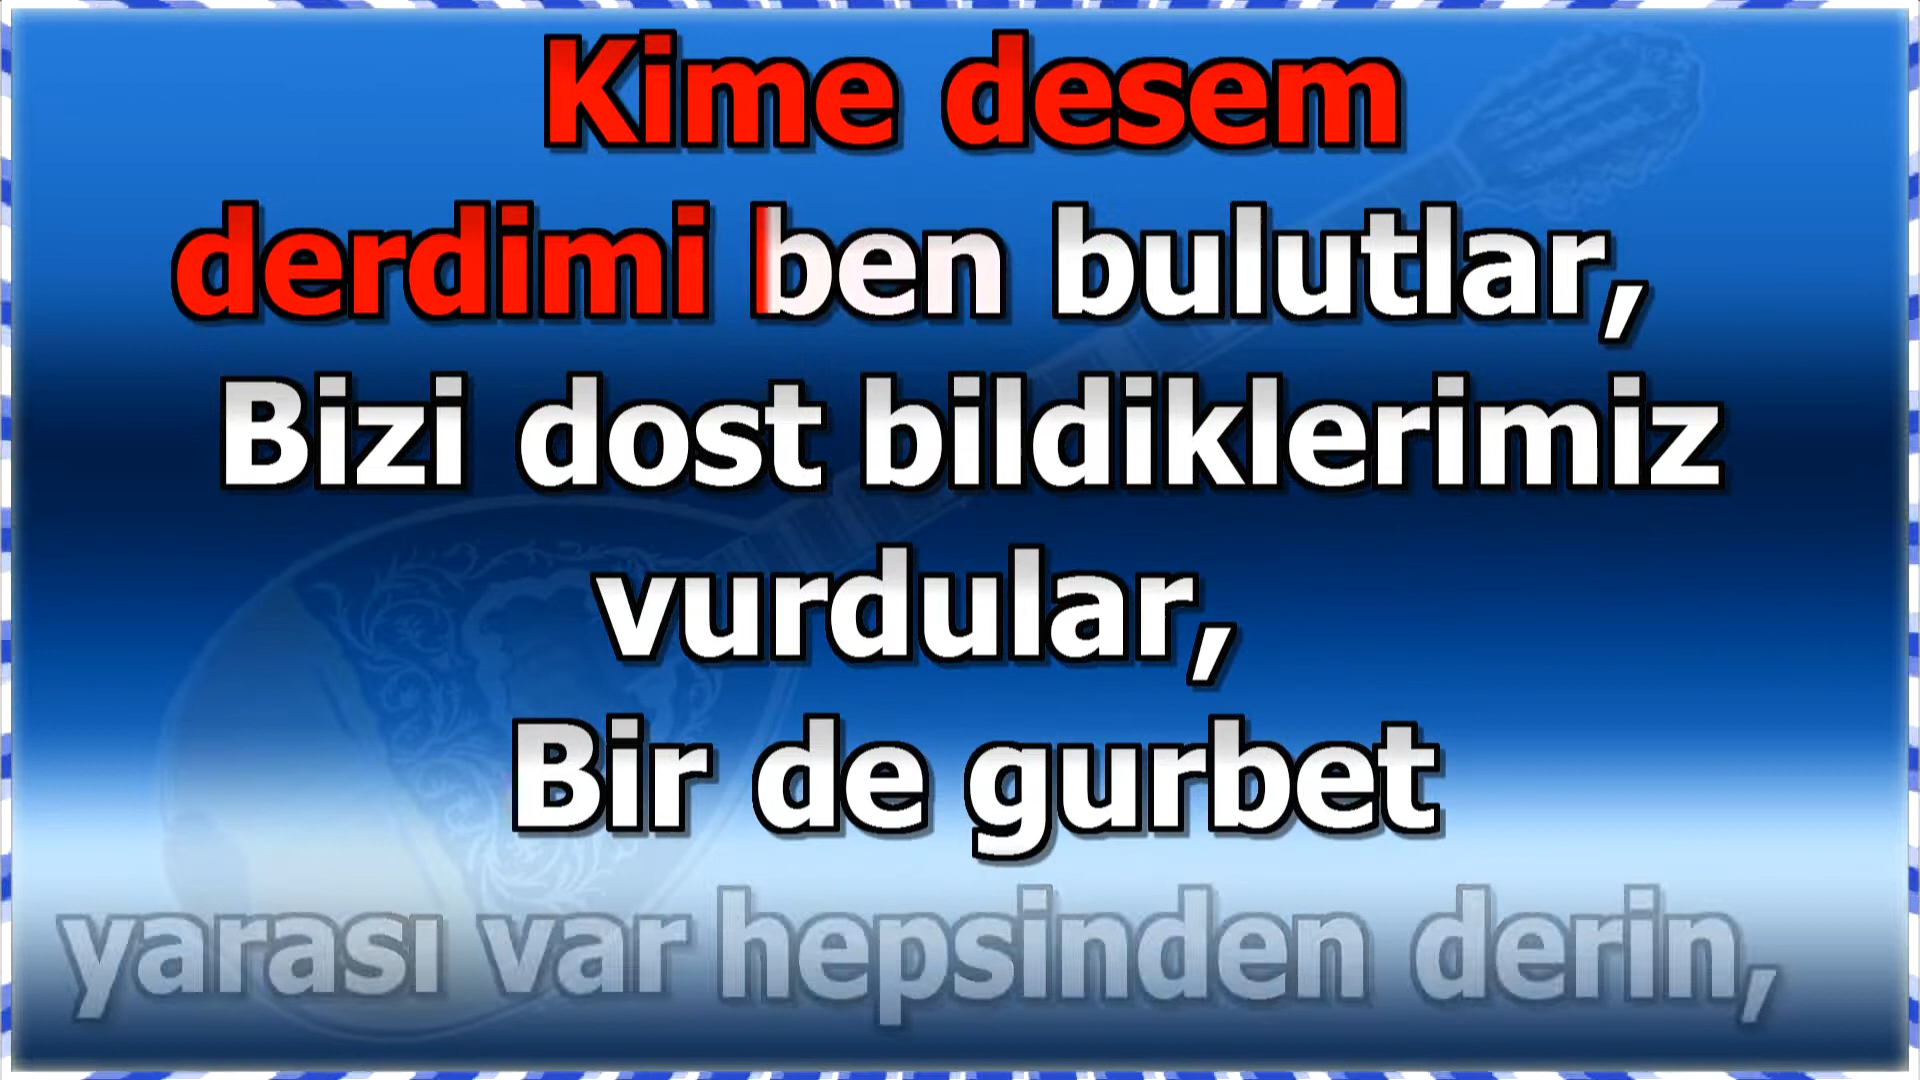 Kime desem
derdimi ben bulutlar,
Bizi dost bildiklerimiz
vurdular,
Bir de gurbet
yarası var hepsinden derin,